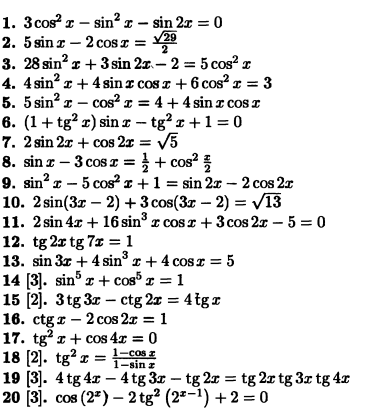 1. 3 cos² x − sin² x − sin 2x = 0
2. 5 sin x − 2 cos x = √29/2
3. 28 sin² x + 3 sin 2x − 2 = 5 cos² x
4. 4 sin² x + 4 sin x cos x + 6 cos² x = 3
5. 5 sin² x − cos² x = 4 + 4 sin x cos x
6. (1 + tg² x) sin x − tg² x + 1 = 0
7. 2 sin 2x + cos 2x = √5
8. sin x − 3 cos x = 1/2 + cos² x/2
9. sin² x − 5 cos² x + 1 = sin 2x − 2 cos 2x
10. 2 sin(3x − 2) + 3 cos(3x − 2) = √13
11. 2 sin 4x + 16 sin³ x cos x + 3 cos 2x − 5 = 0
12. tg 2x tg 7x = 1
13. sin 3x + 4 sin³ x + 4 cos x = 5
14 [3]. sin⁵ x + cos⁵ x = 1
15 [2]. 3 tg 3x − ctg 2x = 4 tg x
16. ctg x − 2 cos 2x = 1
17. tg² x + cos 4x = 0
18 [2]. tg² x = (1−cos x)/(1−sin x)
19 [3]. 4 tg 4x − 4 tg 3x − tg 2x = tg 2x tg 3x tg 4x
20 [3]. cos (2ˣ) − 2 tg² (2ˣ⁻¹) + 2 = 0